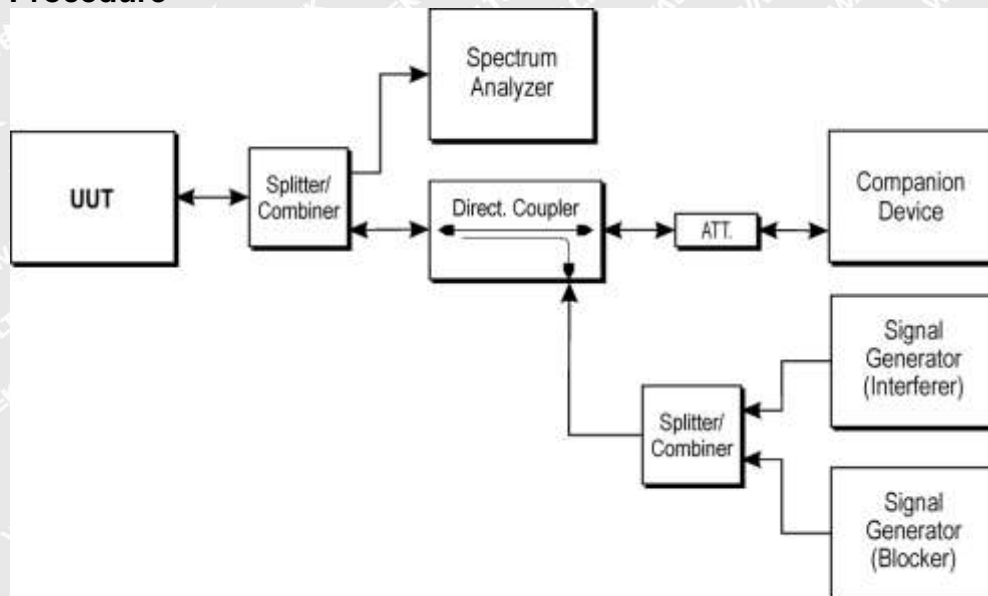 Procedure
Spectrum
Analyzer
UUT
Splitter/
Combiner
Direct. Coupler
ATT.
Companion
Device
Signal
Generator
(Interferer)
Splitter/
Combiner
Signal
Generator
(Blocker)